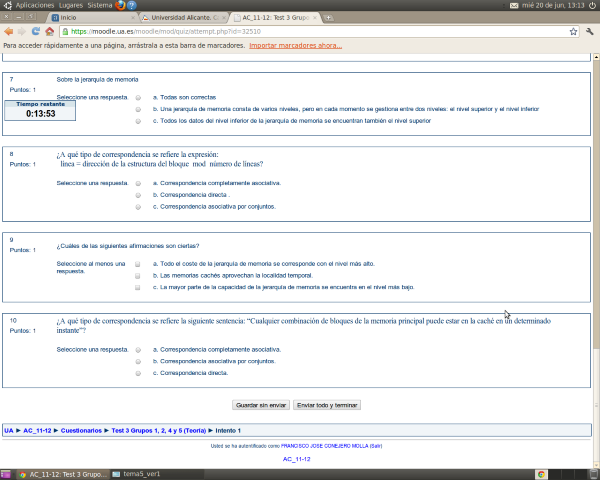 Aplicaciones Lugares Sistema mié 20 de jun, 13:13
Inicio Universidad Alicante. C AC_11-12: Test 3 Grupos
https://moodle.ua.es/moodle/mod/quiz/attempt.php?id=32510
Para acceder rápidamente a una página, arrástrala a esta barra de marcadores. Importar marcadores ahora...
7 Sobre la jerarquía de memoria
Puntos: 1
Seleccione una respuesta. a. Todas son correctas
b. Una jerarquía de memoria consta de varios niveles, pero en cada momento se gestiona entre dos niveles: el nivel superior y el nivel inferior
c. Todos los datos del nivel inferior de la jerarquía de memoria se encuentran también el nivel superior
Tiempo restante
0:13:53
8 ¿A qué tipo de correspondencia se refiere la expresión:
Puntos: 1 línea = dirección de la estructura del bloque mod número de líneas?
Seleccione una respuesta. a. Correspondencia completamente asociativa.
b. Correspondencia directa .
c. Correspondencia asociativa por conjuntos.
9 ¿Cuáles de las siguientes afirmaciones son ciertas?
Puntos: 1
Seleccione al menos una respuesta. a. Todo el coste de la jerarquía de memoria se corresponde con el nivel más alto.
b. Las memorias cachés aprovechan la localidad temporal.
c. La mayor parte de la capacidad de la jerarquía de memoria se encuentra en el nivel más bajo.
10 ¿A qué tipo de correspondencia se refiere la siguiente sentencia: “Cualquier combinación de bloques de la memoria principal puede estar en la caché en un determinado
Puntos: 1 instante”?
Seleccione una respuesta. a. Correspondencia completamente asociativa.
b. Correspondencia asociativa por conjuntos.
c. Correspondencia directa.
Guardar sin enviar Enviar todo y terminar
UA ► AC_11-12 ► Cuestionarios ► Test 3 Grupos 1, 2, 4 y 5 (Teoría) ► Intento 1
Usted se ha autentificado como FRANCISCO JOSE CONEJERO MOLLA (Salir)
AC_11-12
AC_11-12: Test 3 Grupo... tema5_ver1